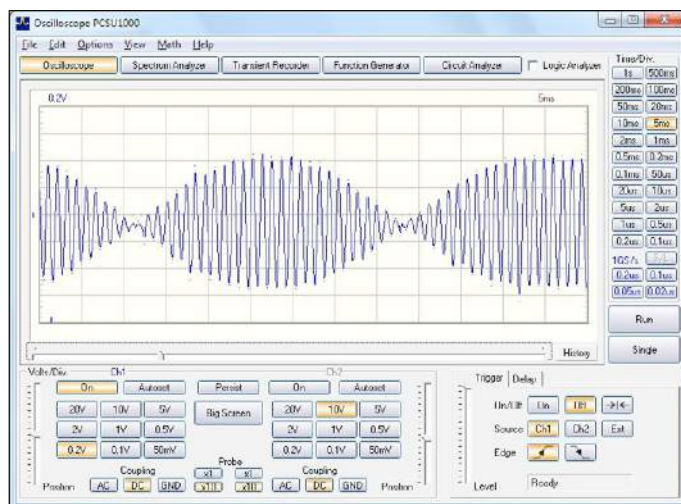 Oscilloscope PCSU1000
File Edit Options View Math Help
Oscilloscope Spectrum Analyzer Transient Recorder Function Generator Circuit Analyzer Logic Analyzer
Time/Div.
1s 500ms
200ms 100ms
50ms 20ms
10ms 5ms
2ms 1ms
0.5ms 0.2ms
0.1ms 50us
20us 10us
5us 2us
1us 0.5us
0.2us 0.1us
1GS/s
0.2us 0.1us
0.05us 0.02us
Run
Single
0.2V 5ms
History
Volts/Div. Ch1 Ch2
On Autoset Persist On Autoset
20V 10V 5V Big Screen 20V 10V 5V
2V 1V 0.5V 2V 1V 0.5V
0.2V 0.1V 50mV 0.2V 0.1V 50mV
Coupling Probe Coupling
Position AC DC GND x1 x10 x1 x10 AC DC GND Position
Trigger Delay
On/Off On Off
Source Ch1 Ch2 Ext
Edge
Level Ready